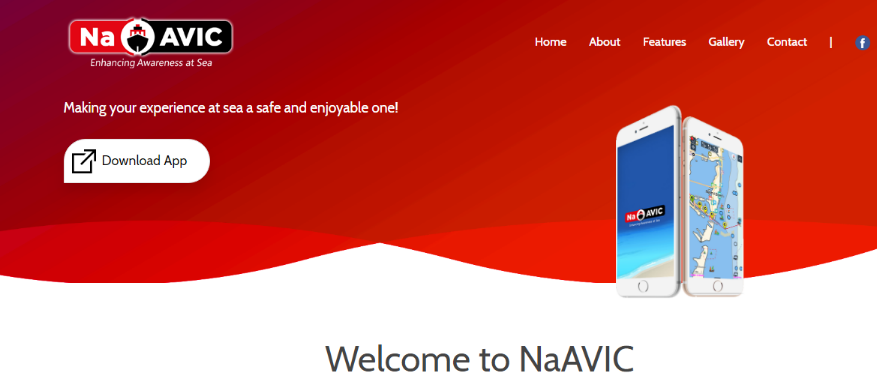 NaAVIC
Enhancing Awareness at Sea
Home About Features Gallery Contact | f
Making your experience at sea a safe and enjoyable one!
Download App
NaAVIC
Welcome to NaAVIC